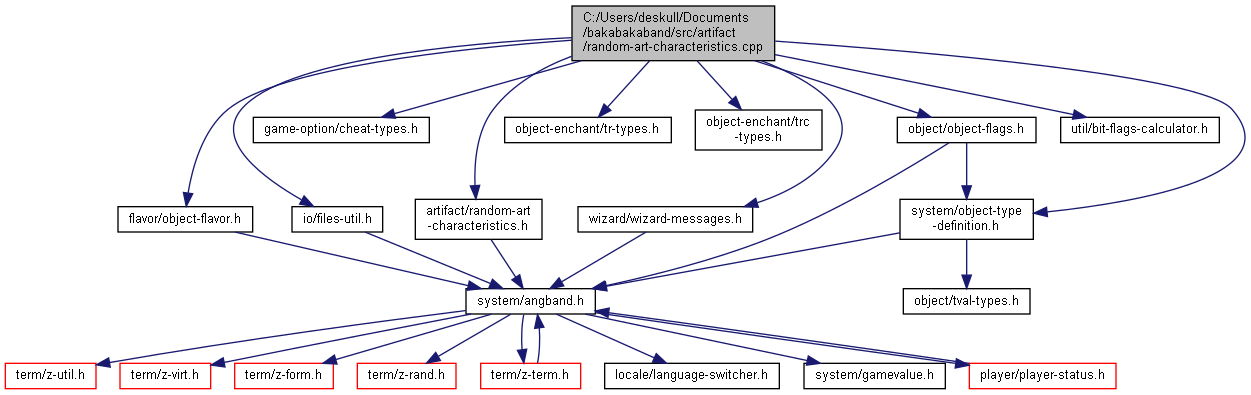 C:/Users/deskull/Documents
/bakabakaband/src/artifact
/random-art-characteristics.cpp
game-option/cheat-types.h
object-enchant/tr-types.h
object-enchant/trc
-types.h
object/object-flags.h
util/bit-flags-calculator.h
flavor/object-flavor.h
io/files-util.h
artifact/random-art
-characteristics.h
wizard/wizard-messages.h
system/object-type
-definition.h
system/angband.h
object/tval-types.h
term/z-util.h
term/z-virt.h
term/z-form.h
term/z-rand.h
term/z-term.h
locale/language-switcher.h
system/gamevalue.h
player/player-status.h